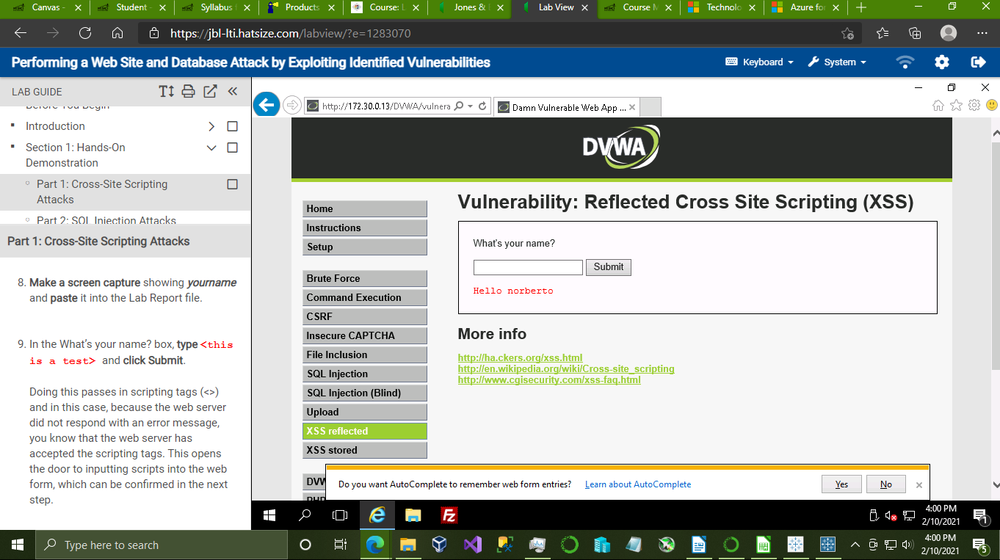 Canvas -
Student -
Syllabus f
Products
Course: L
Jones & B
Lab View
Course M
Technolo
Azure for
https://jbl-lti.hatsize.com/labview/?e=1283070
Performing a Web Site and Database Attack by Exploiting Identified Vulnerabilities
Keyboard
System
LAB GUIDE
Before You Begin
Introduction
Section 1: Hands-On
Demonstration
Part 1: Cross-Site Scripting
Attacks
Part 2: SQL Injection Attacks
Part 1: Cross-Site Scripting Attacks
8. Make a screen capture showing yourname
and paste it into the Lab Report file.
9. In the What's your name? box, type <this
is a test> and click Submit.
Doing this passes in scripting tags (<>)
and in this case, because the web server
did not respond with an error message,
you know that the web server has
accepted the scripting tags. This opens
the door to inputting scripts into the web
form, which can be confirmed in the next
step.
http://172.30.0.13/DVWA/vulnera
Damn Vulnerable Web App ...
DVWA
Home
Instructions
Setup
Brute Force
Command Execution
CSRF
Insecure CAPTCHA
File Inclusion
SQL Injection
SQL Injection (Blind)
Upload
XSS reflected
XSS stored
DVW
PHP
Vulnerability: Reflected Cross Site Scripting (XSS)
What's your name?
Submit
Hello norberto
More info
http://ha.ckers.org/xss.html
http://en.wikipedia.org/wiki/Cross-site_scripting
http://www.cgisecurity.com/xss-faq.html
Do you want AutoComplete to remember web form entries?
Learn about AutoComplete
Yes
No
4:00 PM
2/10/2021
1
Type here to search
4:00 PM
2/10/2021
5